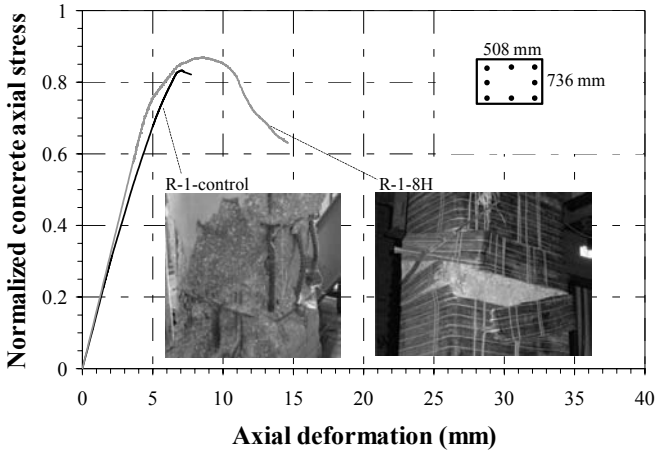 Normalized concrete axial stress
1
0.8
0.6
0.4
0.2
0
508 mm
736 mm
R-1-control
R-1-8H
0
5
10
15
20
25
30
35
40
Axial deformation (mm)